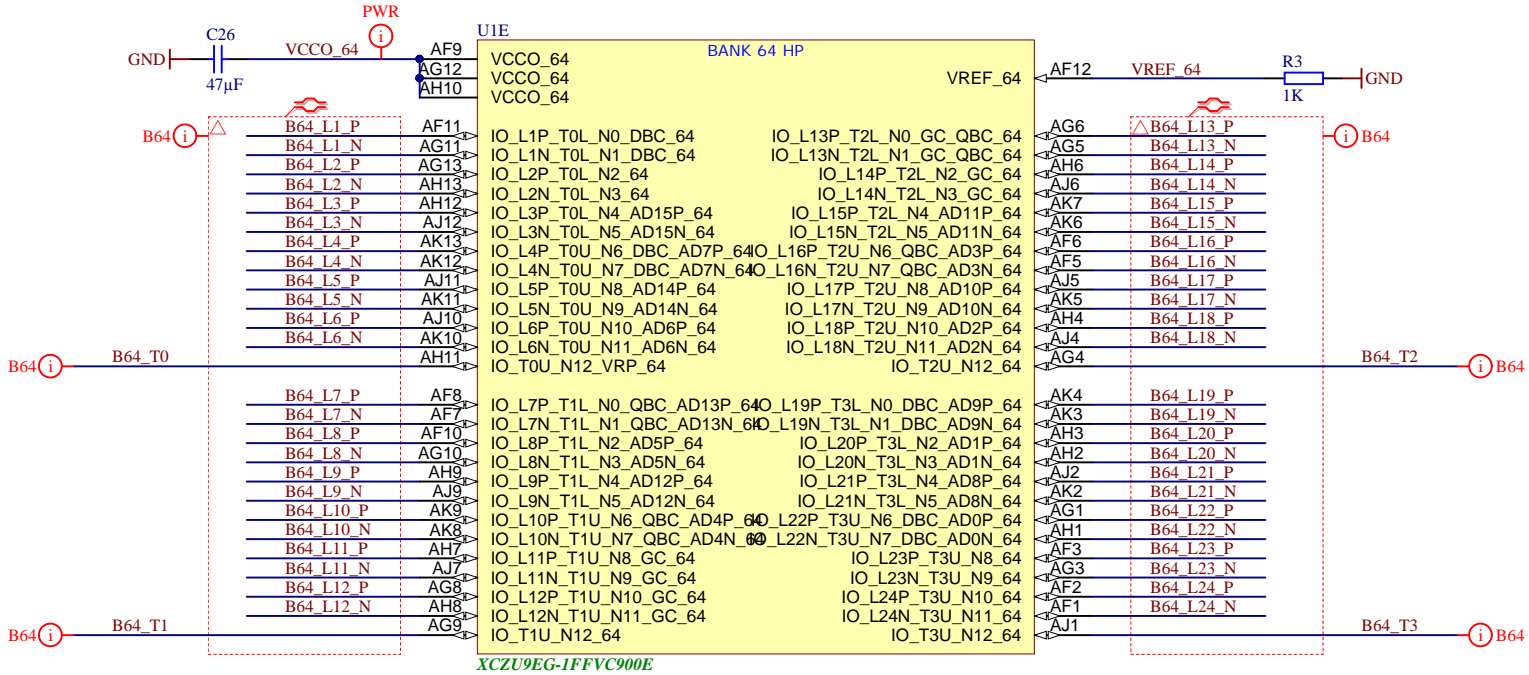 PWR
C26
GND
VCCO_64
47µF
U1E
BANK 64 HP
AF9 VCCO_64
AG12 VCCO_64
AH10 VCCO_64
VREF_64 AF12 VREF_64
R3
1K
GND
B64
B64
B64_L1_P AF11 IO_L1P_T0L_N0_DBC_64 IO_L13P_T2L_N0_GC_QBC_64 AG6 B64_L13_P
B64_L1_N AG11 IO_L1N_T0L_N1_DBC_64 IO_L13N_T2L_N1_GC_QBC_64 AG5 B64_L13_N
B64_L2_P AG13 IO_L2P_T0L_N2_64 IO_L14P_T2L_N2_GC_64 AH6 B64_L14_P
B64_L2_N AH13 IO_L2N_T0L_N3_64 IO_L14N_T2L_N3_GC_64 AJ6 B64_L14_N
B64_L3_P AH12 IO_L3P_T0L_N4_AD15P_64 IO_L15P_T2L_N4_AD11P_64 AK7 B64_L15_P
B64_L3_N AJ12 IO_L3N_T0L_N5_AD15N_64 IO_L15N_T2L_N5_AD11N_64 AK6 B64_L15_N
B64_L4_P AK13 IO_L4P_T0U_N6_DBC_AD7P_64 IO_L16P_T2U_N6_QBC_AD3P_64 AF6 B64_L16_P
B64_L4_N AK12 IO_L4N_T0U_N7_DBC_AD7N_64 IO_L16N_T2U_N7_QBC_AD3N_64 AF5 B64_L16_N
B64_L5_P AJ11 IO_L5P_T0U_N8_AD14P_64 IO_L17P_T2U_N8_AD10P_64 AJ5 B64_L17_P
B64_L5_N AK11 IO_L5N_T0U_N9_AD14N_64 IO_L17N_T2U_N9_AD10N_64 AK5 B64_L17_N
B64_L6_P AJ10 IO_L6P_T0U_N10_AD6P_64 IO_L18P_T2U_N10_AD2P_64 AH4 B64_L18_P
B64_L6_N AK10 IO_L6N_T0U_N11_AD6N_64 IO_L18N_T2U_N11_AD2N_64 AJ4 B64_L18_N
B64 B64_T0 AH11 IO_T0U_N12_VRP_64 IO_T2U_N12_64 AG4 B64_T2 B64
B64_L7_P AF8 IO_L7P_T1L_N0_QBC_AD13P_64 IO_L19P_T3L_N0_DBC_AD9P_64 AK4 B64_L19_P
B64_L7_N AF7 IO_L7N_T1L_N1_QBC_AD13N_64 IO_L19N_T3L_N1_DBC_AD9N_64 AK3 B64_L19_N
B64_L8_P AF10 IO_L8P_T1L_N2_AD5P_64 IO_L20P_T3L_N2_AD1P_64 AH3 B64_L20_P
B64_L8_N AG10 IO_L8N_T1L_N3_AD5N_64 IO_L20N_T3L_N3_AD1N_64 AH2 B64_L20_N
B64_L9_P AH9 IO_L9P_T1L_N4_AD12P_64 IO_L21P_T3L_N4_AD8P_64 AJ2 B64_L21_P
B64_L9_N AJ9 IO_L9N_T1L_N5_AD12N_64 IO_L21N_T3L_N5_AD8N_64 AK2 B64_L21_N
B64_L10_P AK9 IO_L10P_T1U_N6_QBC_AD4P_64 IO_L22P_T3U_N6_DBC_AD0P_64 AG1 B64_L22_P
B64_L10_N AK8 IO_L10N_T1U_N7_QBC_AD4N_64 IO_L22N_T3U_N7_DBC_AD0N_64 AH1 B64_L22_N
B64_L11_P AH7 IO_L11P_T1U_N8_GC_64 IO_L23P_T3U_N8_64 AF3 B64_L23_P
B64_L11_N AJ7 IO_L11N_T1U_N9_GC_64 IO_L23N_T3U_N9_64 AG3 B64_L23_N
B64_L12_P AG8 IO_L12P_T1U_N10_GC_64 IO_L24P_T3U_N10_64 AF2 B64_L24_P
B64_L12_N AH8 IO_L12N_T1U_N11_GC_64 IO_L24N_T3U_N11_64 AF1 B64_L24_N
B64 B64_T1 AG9 IO_T1U_N12_64 IO_T3U_N12_64 AJ1 B64_T3 B64
XCZU9EG-1FFVC900E